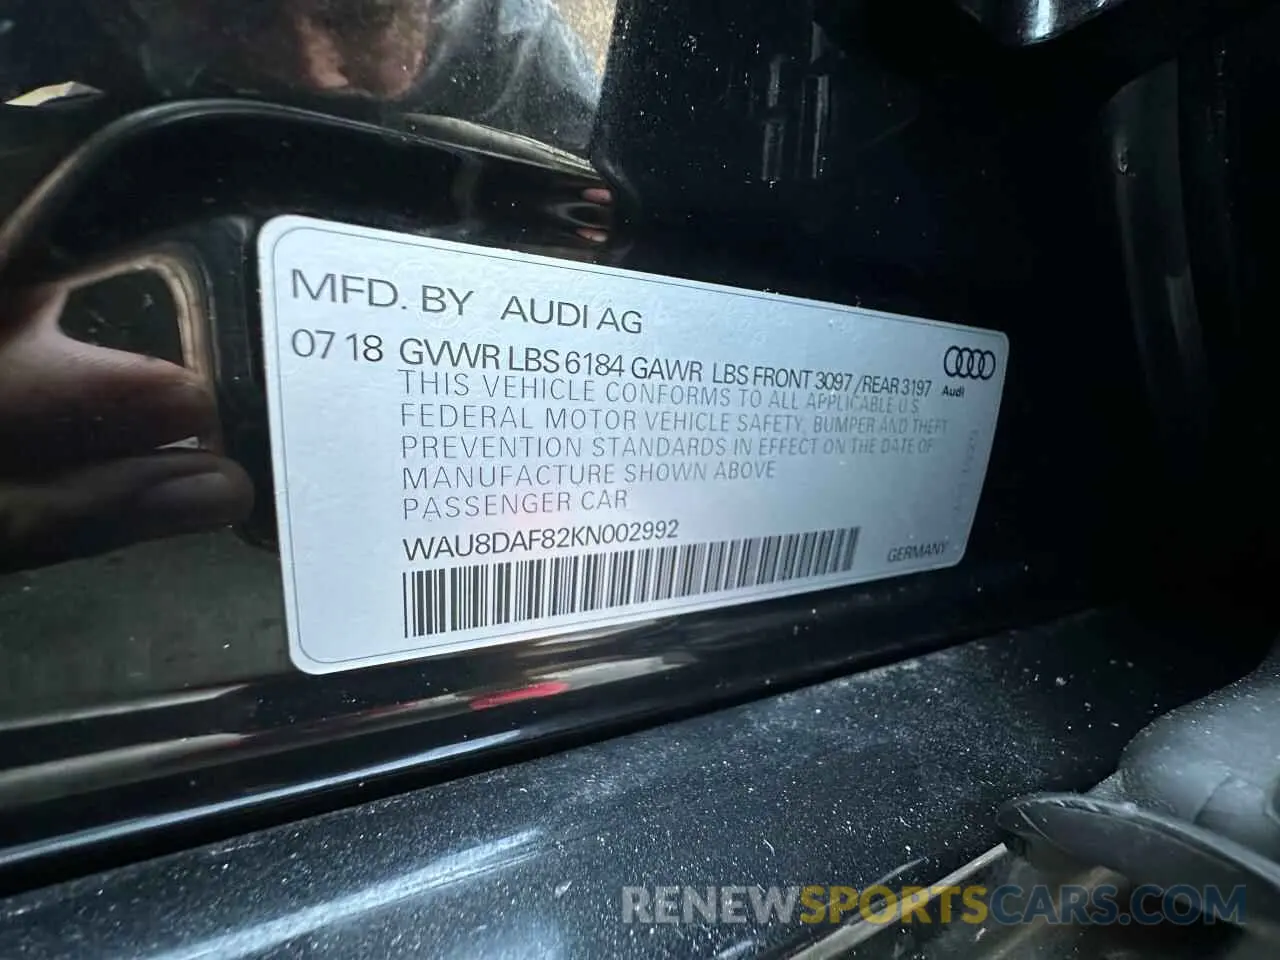 MFD. BY AUDI AG
07 18 GVWR LBS 6184 GAWR LBS FRONT 3097 / REAR 3197
Audi
THIS VEHICLE CONFORMS TO ALL APPLICABLE U.S.
FEDERAL MOTOR VEHICLE SAFETY, BUMPER AND THEFT
PREVENTION STANDARDS IN EFFECT ON THE DATE OF
MANUFACTURE SHOWN ABOVE
PASSENGER CAR
WAU8DAF82KN002992
GERMANY
RENEWSPORTSCARS.COM